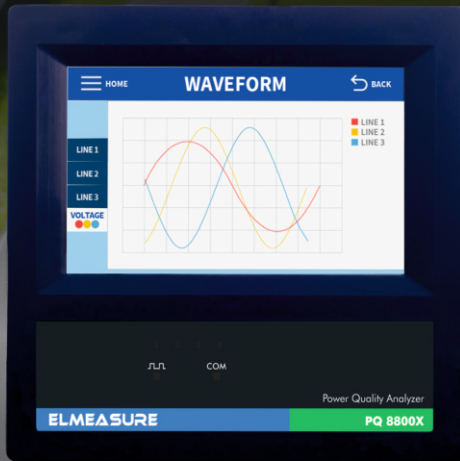 HOME
WAVEFORM
BACK
LINE 1
LINE 2
LINE 3
LINE 1
LINE 2
LINE 3
VOLTAGE
COM
Power Quality Analyzer
ELMEASURE
PQ 8800X